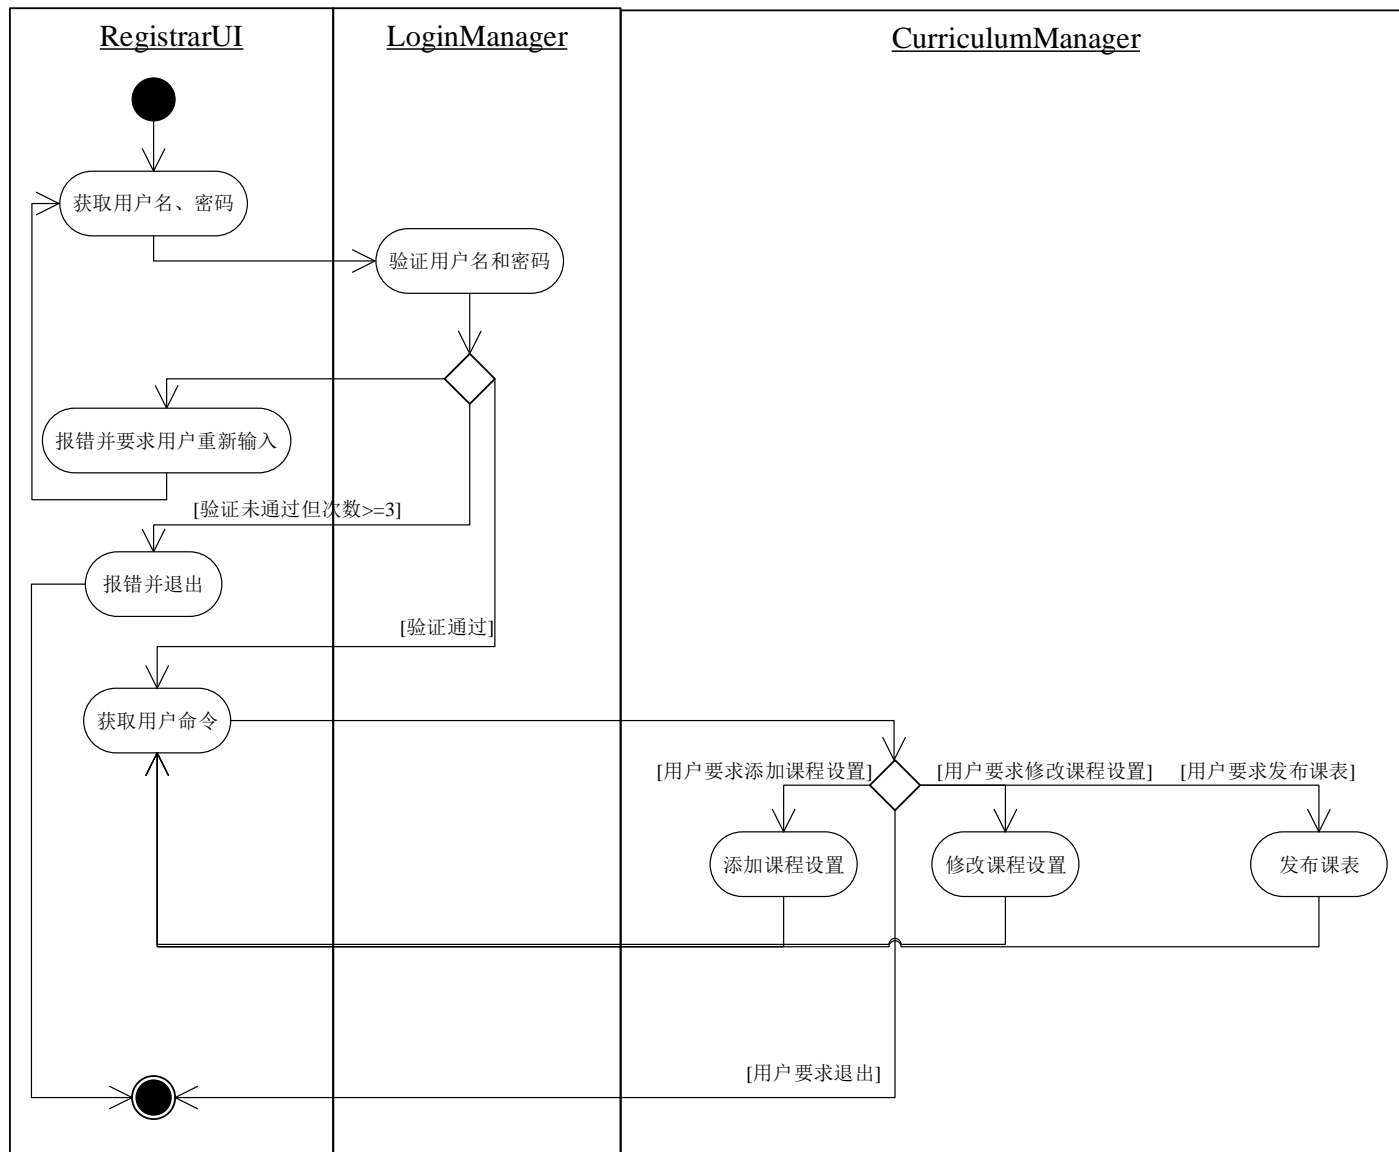 RegistrarUI
LoginManager
CurriculumManager
获取用户名、密码
验证用户名和密码
报错并要求用户重新输入
[验证未通过但次数>=3]
报错并退出
[验证通过]
获取用户命令
[用户要求添加课程设置]
[用户要求修改课程设置]
[用户要求发布课表]
添加课程设置
修改课程设置
发布课表
[用户要求退出]